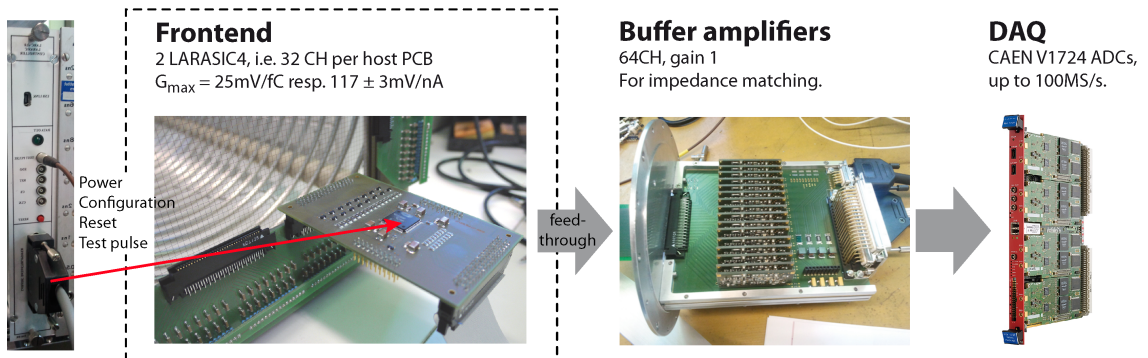 Frontend
2 LARASIC4, i.e. 32 CH per host PCB
Gmax = 25mV/fC resp. 117 ± 3mV/nA
Buffer amplifiers
64CH, gain 1
For impedance matching.
DAQ
CAEN V1724 ADCs,
up to 100MS/s.
Power
Configuration
Reset
Test pulse
feed-
through